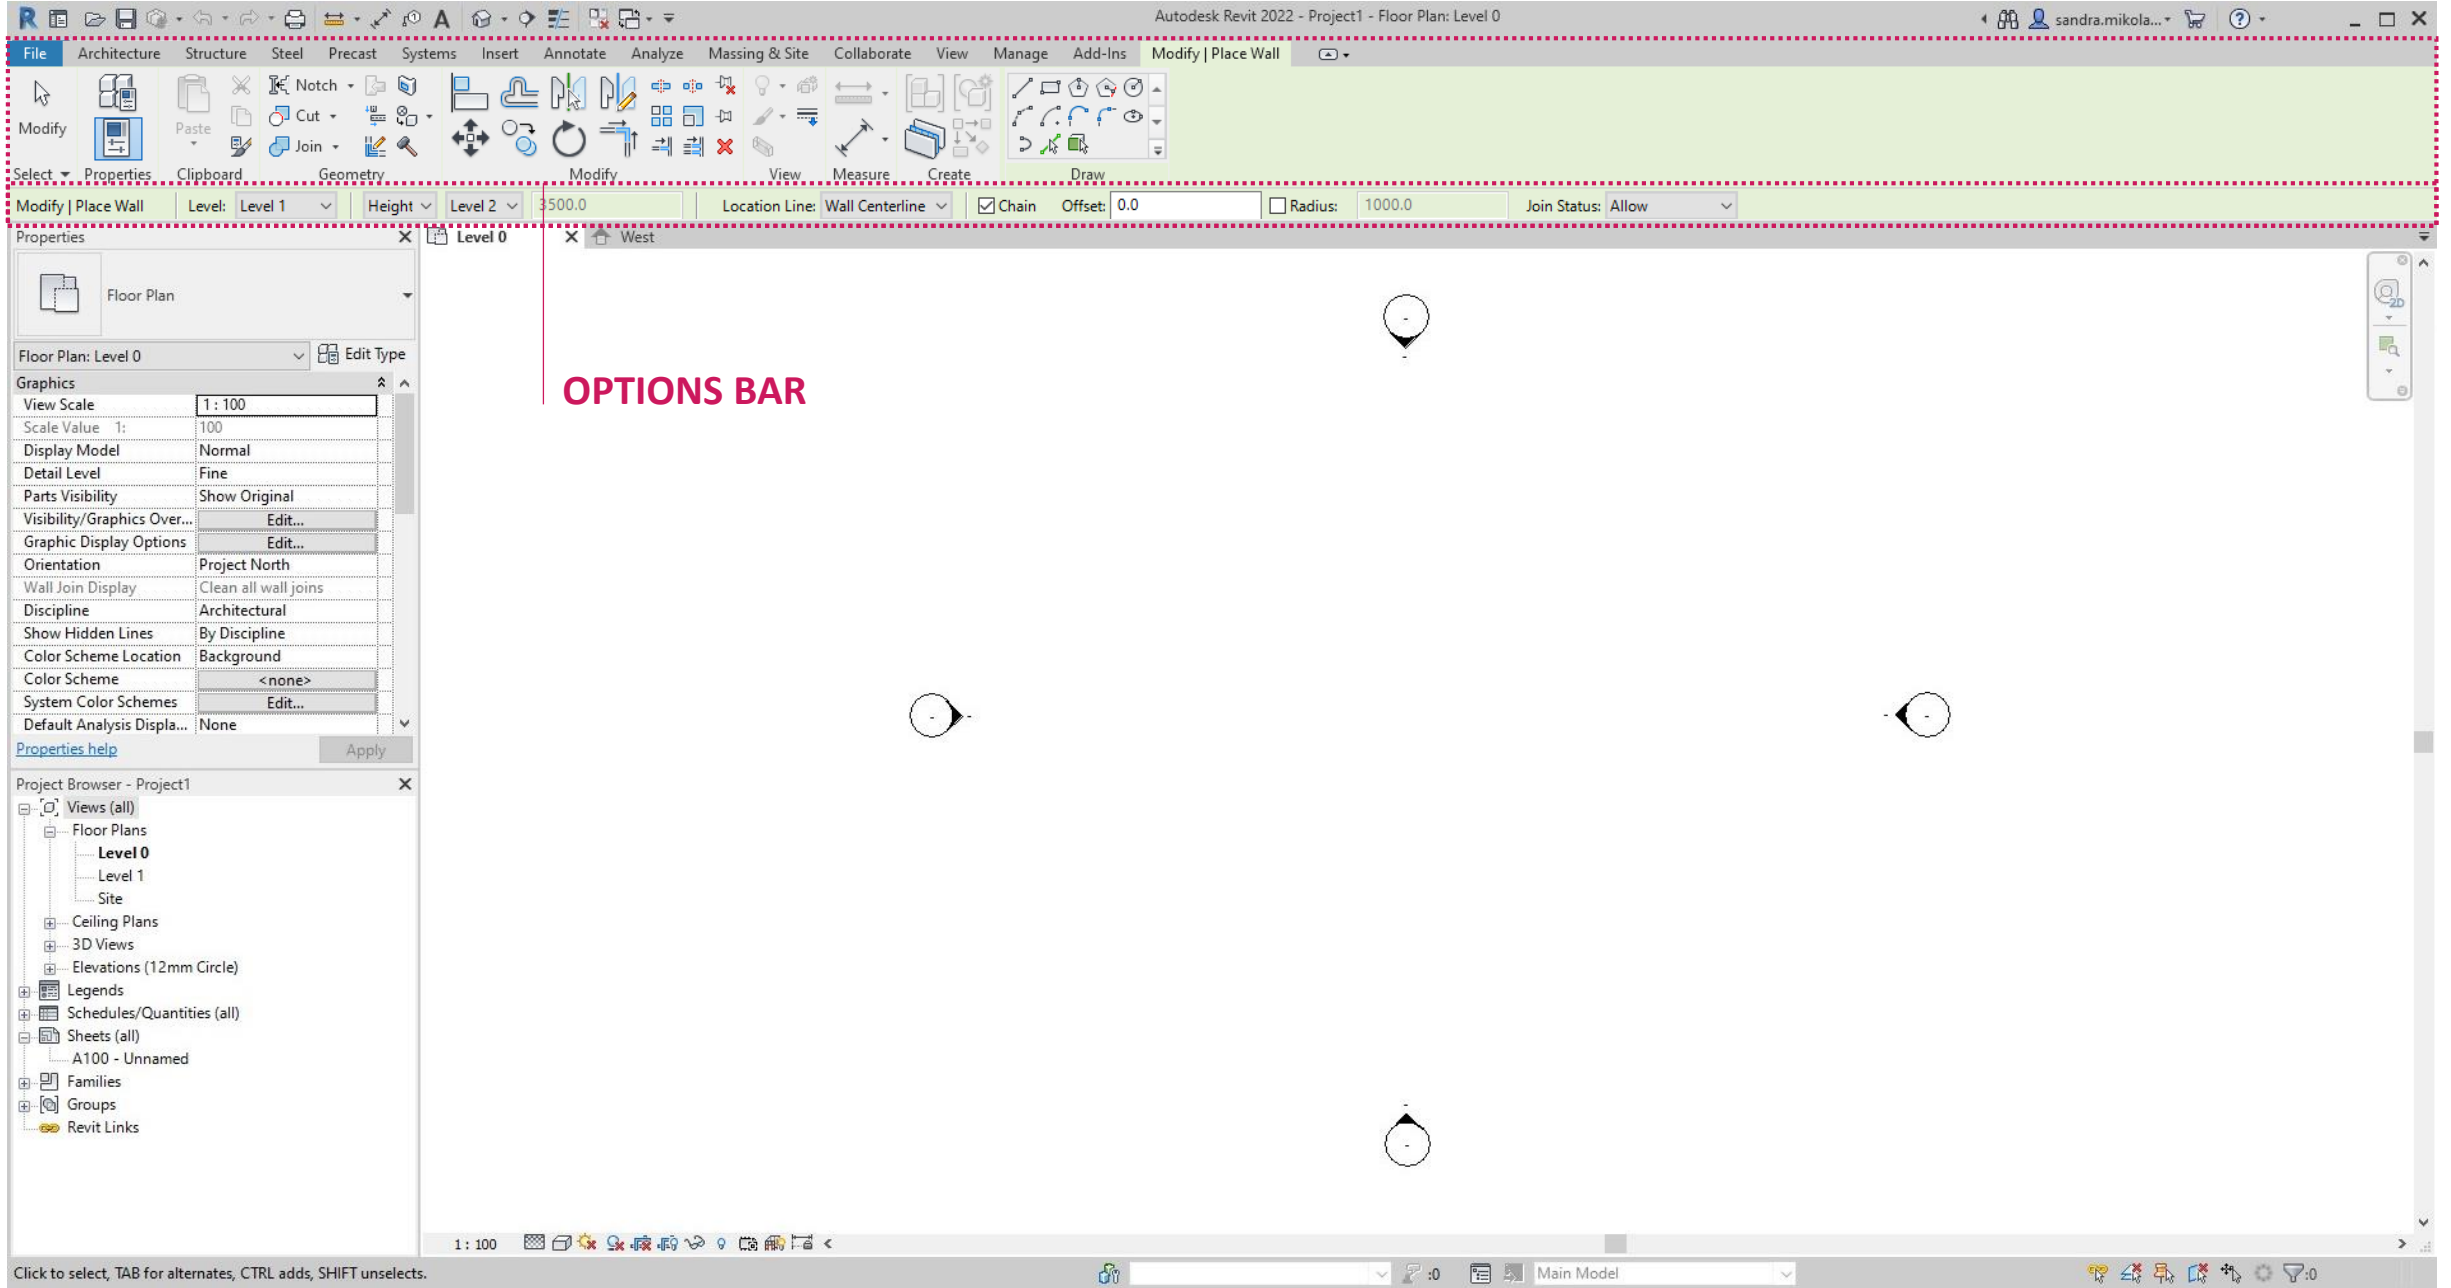 Autodesk Revit 2022 - Project1 - Floor Plan: Level 0
sandra.mikola...
File Architecture Structure Steel Precast Systems Insert Annotate Analyze Massing & Site Collaborate View Manage Add-Ins Modify | Place Wall
Modify
Paste
Notch
Cut
Join
Select Properties Clipboard Geometry Modify View Measure Create Draw
Modify | Place Wall Level: Level 1 Height Level 2 3500.0 Location Line: Wall Centerline Chain Offset: 0.0 Radius: 1000.0 Join Status: Allow
Properties
Level 0 West
Floor Plan
2D
Floor Plan: Level 0 Edit Type
OPTIONS BAR
Graphics
View Scale 1 : 100
Scale Value 1: 100
Display Model Normal
Detail Level Fine
Parts Visibility Show Original
Visibility/Graphics Over... Edit...
Graphic Display Options Edit...
Orientation Project North
Wall Join Display Clean all wall joins
Discipline Architectural
Show Hidden Lines By Discipline
Color Scheme Location Background
Color Scheme <none>
System Color Schemes Edit...
Default Analysis Displa... None
Properties help Apply
Project Browser - Project1
Views (all)
Floor Plans
Level 0
Level 1
Site
Ceiling Plans
3D Views
Elevations (12mm Circle)
Legends
Schedules/Quantities (all)
Sheets (all)
A100 - Unnamed
Families
Groups
Revit Links
1 : 100
Click to select, TAB for alternates, CTRL adds, SHIFT unselects.
:0
Main Model
:0